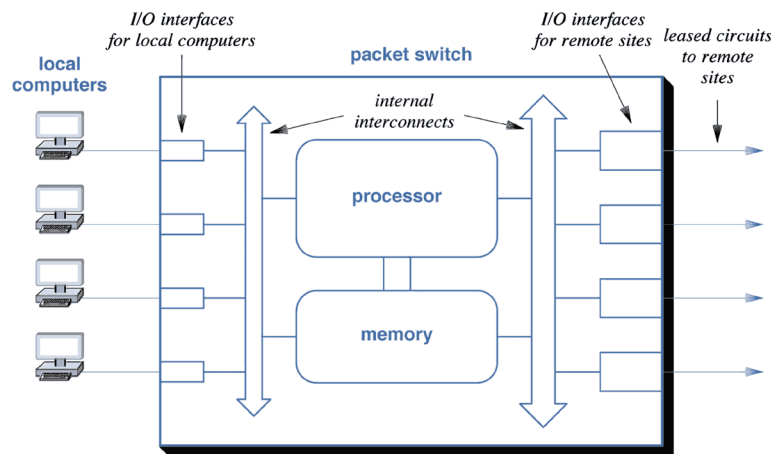 I/O interfaces
for local computers
I/O interfaces
for remote sites
leased circuits
to remote
sites
local
computers
packet switch
internal
interconnects
processor
memory